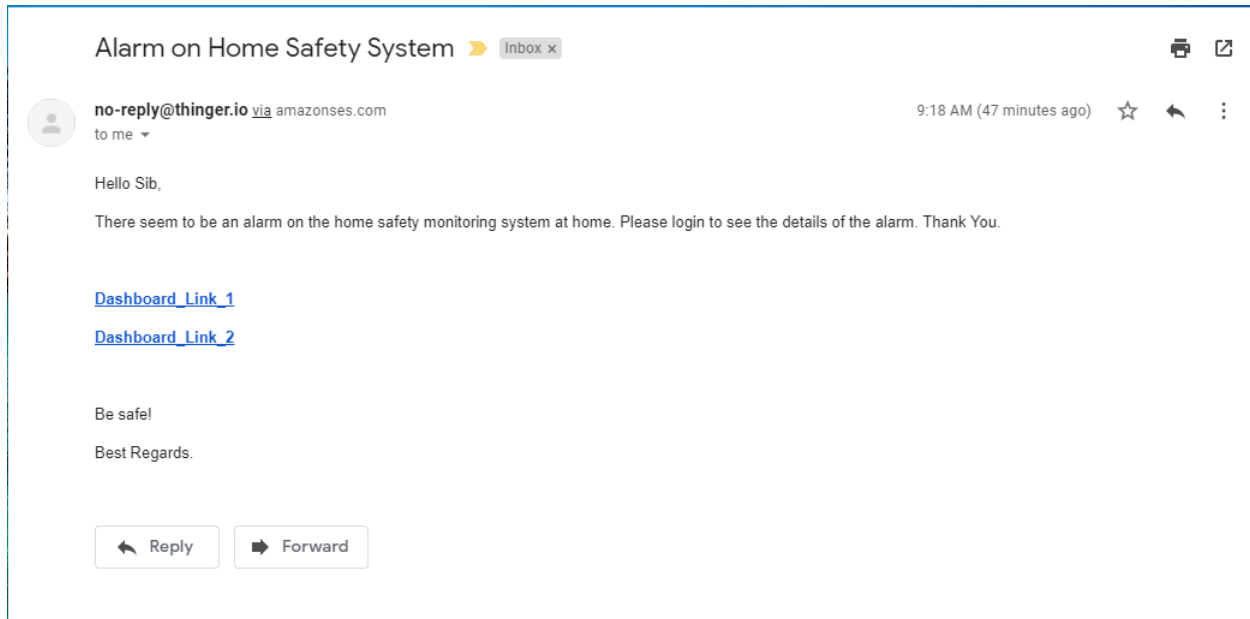 Alarm on Home Safety System Inbox x
no-reply@thinger.io via amazonses.com 9:18 AM (47 minutes ago)
to me
Hello Sib,
There seem to be an alarm on the home safety monitoring system at home. Please login to see the details of the alarm. Thank You.
Dashboard_Link_1
Dashboard_Link_2
Be safe!
Best Regards.
Reply Forward